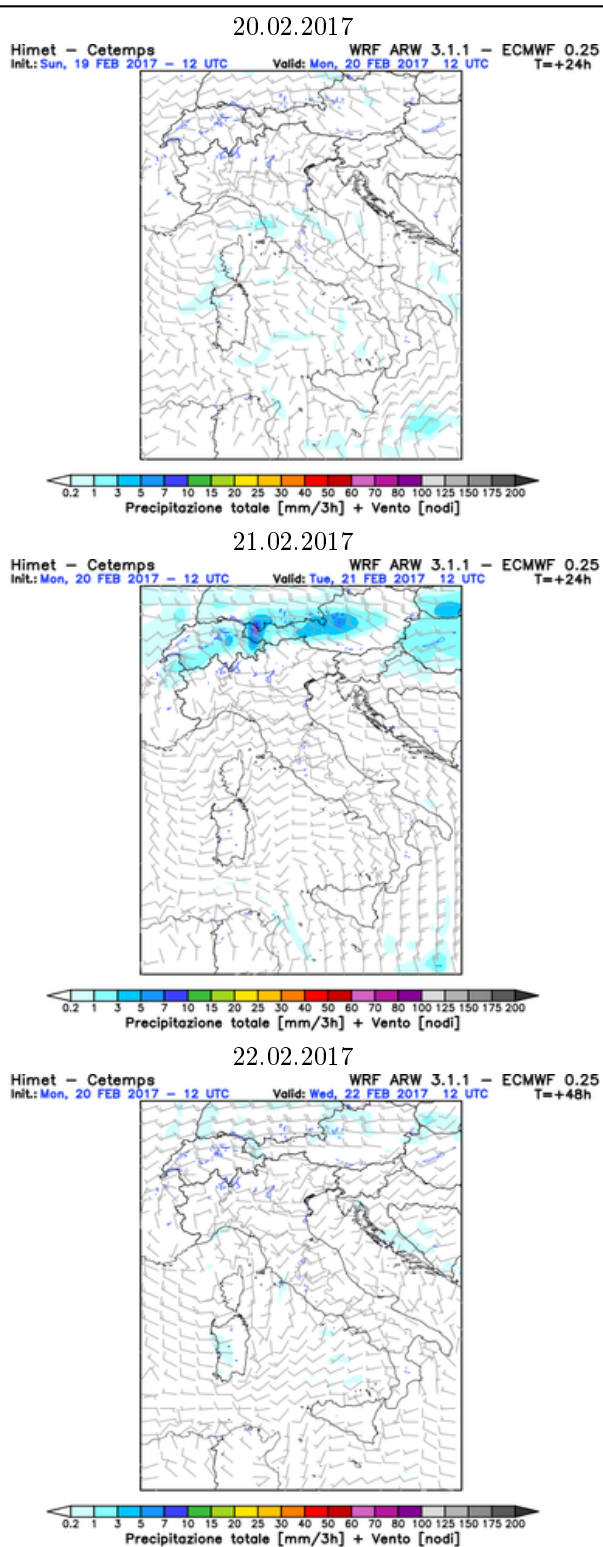 20.02.2017
Himet – Cetemps WRF ARW 3.1.1 – ECMWF 0.25
Init.: Sun, 19 FEB 2017 – 12 UTC Valid: Mon, 20 FEB 2017 12 UTC T=+24h
0.2 1 3 5 7 10 15 20 25 30 40 50 60 70 80 100 125 150 175 200
Precipitazione totale [mm/3h] + Vento [nodi]
21.02.2017
Himet – Cetemps WRF ARW 3.1.1 – ECMWF 0.25
Init.: Mon, 20 FEB 2017 – 12 UTC Valid: Tue, 21 FEB 2017 12 UTC T=+24h
0.2 1 3 5 7 10 15 20 25 30 40 50 60 70 80 100 125 150 175 200
Precipitazione totale [mm/3h] + Vento [nodi]
22.02.2017
Himet – Cetemps WRF ARW 3.1.1 – ECMWF 0.25
Init.: Mon, 20 FEB 2017 – 12 UTC Valid: Wed, 22 FEB 2017 12 UTC T=+48h
0.2 1 3 5 7 10 15 20 25 30 40 50 60 70 80 100 125 150 175 200
Precipitazione totale [mm/3h] + Vento [nodi]